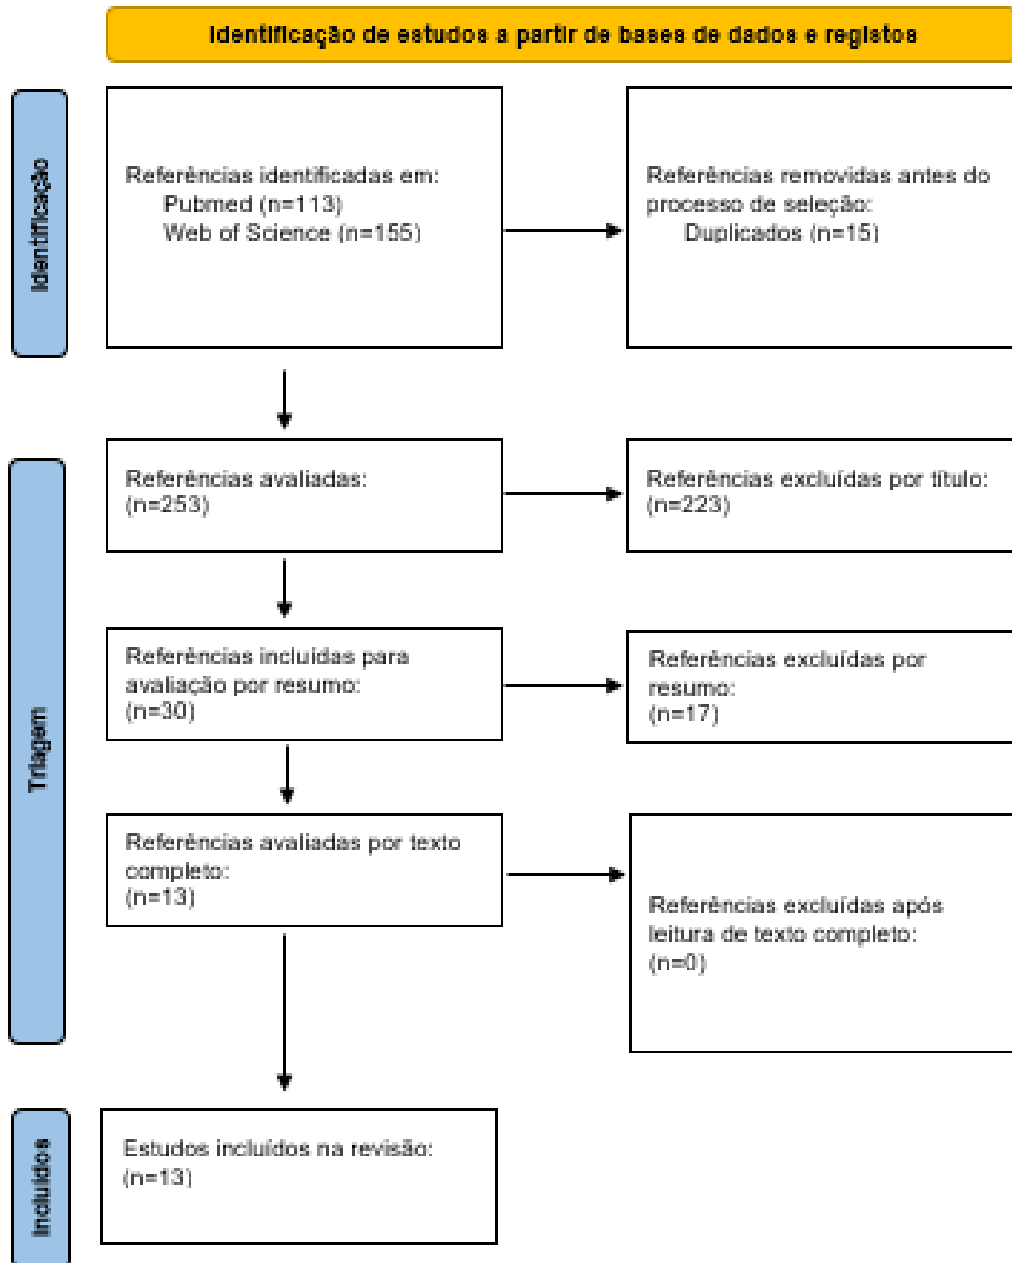 Identificação de estudos a partir de bases de dados e registos
Identificação
Referências identificadas em:
Pubmed (n=113)
Web of Science (n=155)
Referências removidas antes do
processo de seleção:
Duplicados (n=15)
Triagem
Referências avaliadas:
(n=253)
Referências excluídas por título:
(n=223)
Referências incluídas para
avaliação por resumo:
(n=30)
Referências excluídas por
resumo:
(n=17)
Referências avaliadas por texto
completo:
(n=13)
Referências excluídas após
leitura de texto completo:
(n=0)
Incluídos
Estudos incluídos na revisão:
(n=13)